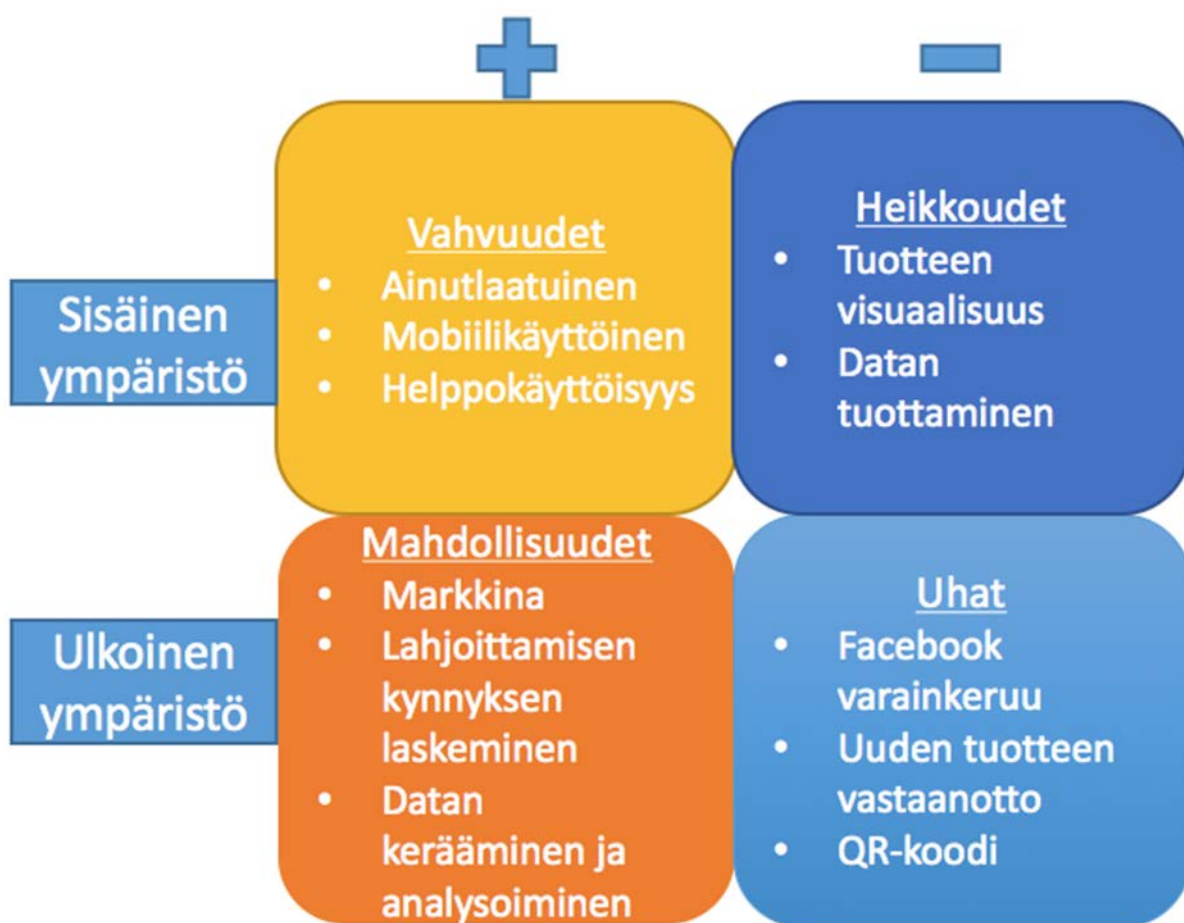 Sisäinen
ympäristö
Vahvuudet
• Ainutlaatuinen
• Mobiilikäyttöinen
• Helppokäyttöisyys
Heikkoudet
• Tuotteen
visuaalisuus
• Datan
tuottaminen
Ulkoinen
ympäristö
Mahdollisuudet
• Markkina
• Lahjoittamisen
kynnyksen
laskeminen
• Datan
kerääminen ja
analysoiminen
Uhat
• Facebook
varainkeruu
• Uuden tuotteen
vastaanotto
• QR-koodi